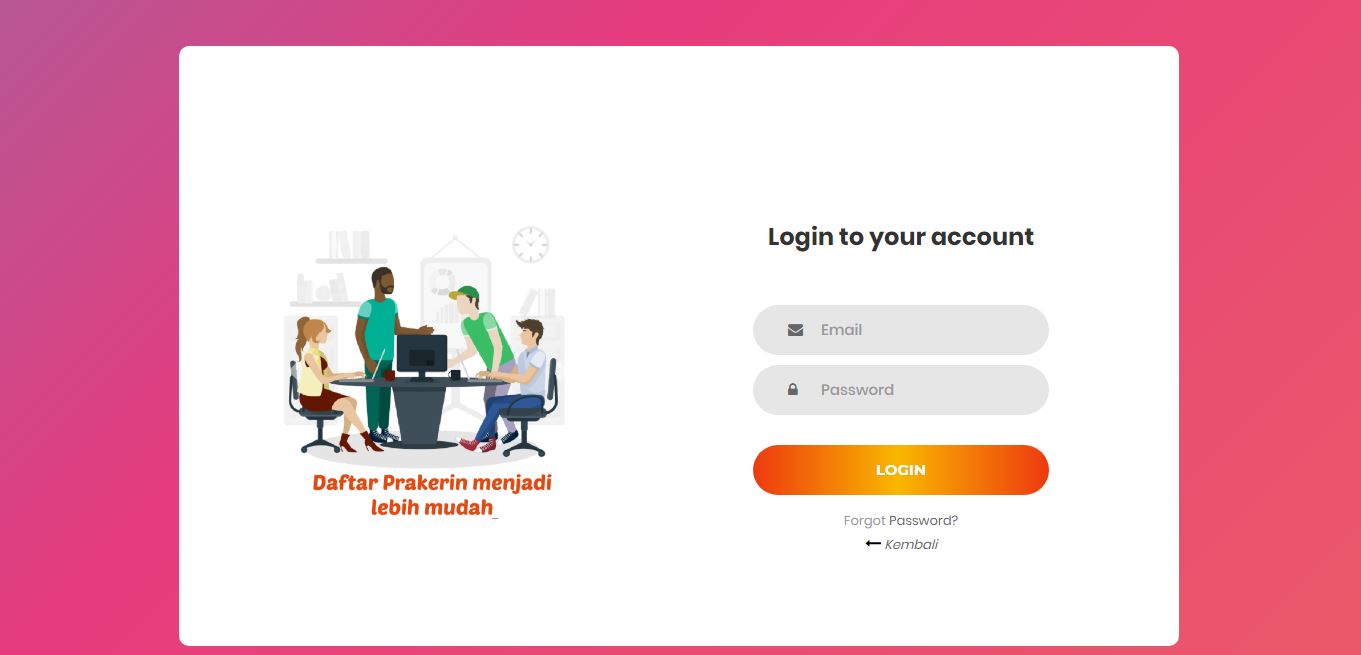 Daftar Prakerin menjadi
lebih mudah_
Login to your account
Email
Password
LOGIN
Forgot Password?
Kembali